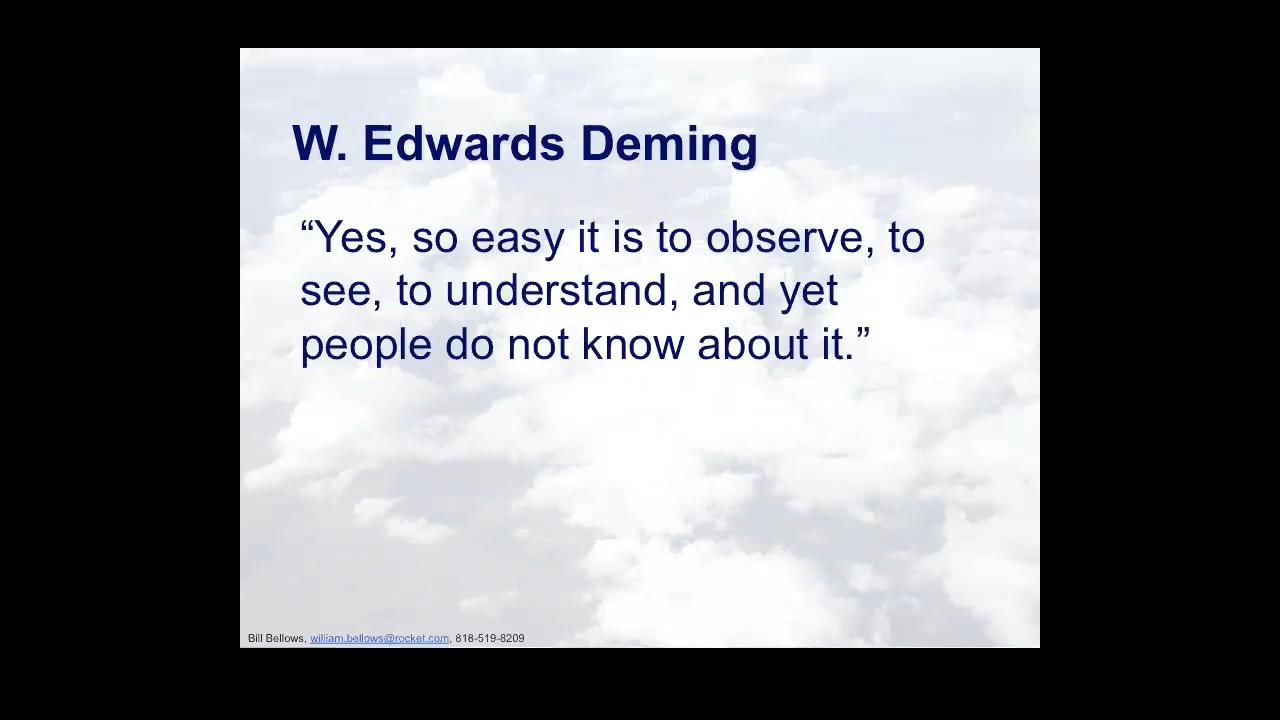 W. Edwards Deming
“Yes, so easy it is to observe, to
see, to understand, and yet
people do not know about it.”
Bill Bellows, william.bellows@rocket.com, 818-519-8209